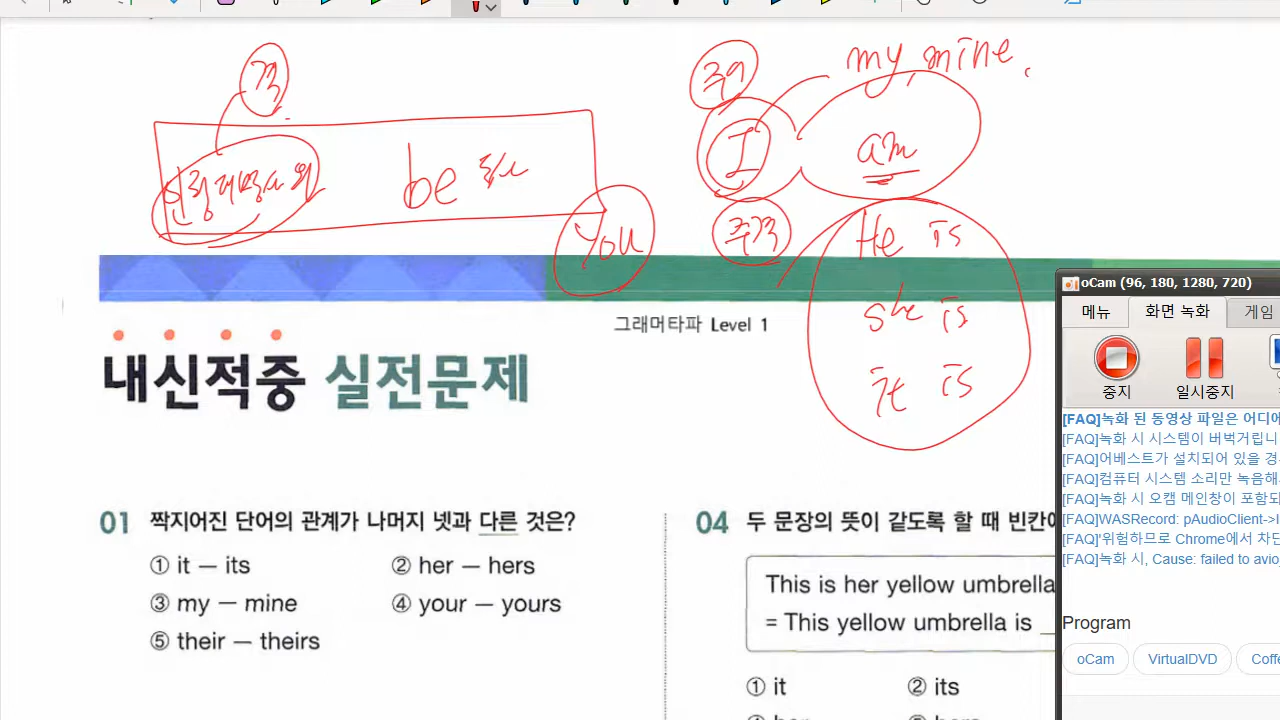 격
인칭대명사 와 be 동사
You
주어
my, mine.
I am
주격
He is
she is
it is
그래머타파 Level 1
내신적중 실전문제
01 짝지어진 단어의 관계가 나머지 넷과 다른 것은?
① it — its ② her — hers
③ my — mine ④ your — yours
⑤ their — theirs
04 두 문장의 뜻이 같도록 할 때 빈칸에
This is her yellow umbrella
= This yellow umbrella is _
① it ② its
oCam (96, 180, 1280, 720)
메뉴 화면 녹화 게임
중지 일시중지
[FAQ]녹화 된 동영상 파일은 어디에
[FAQ]녹화 시 시스템이 버벅거립니
[FAQ]어베스트가 설치되어 있을 경
[FAQ]컴퓨터 시스템 소리만 녹음해
[FAQ]녹화 시 오캠 메인창이 포함되
[FAQ]WASRecord: pAudioClient->I
[FAQ]'위험하므로 Chrome에서 차단
[FAQ]녹화 시, Cause: failed to avio_
Program
oCam VirtualDVD Coffe